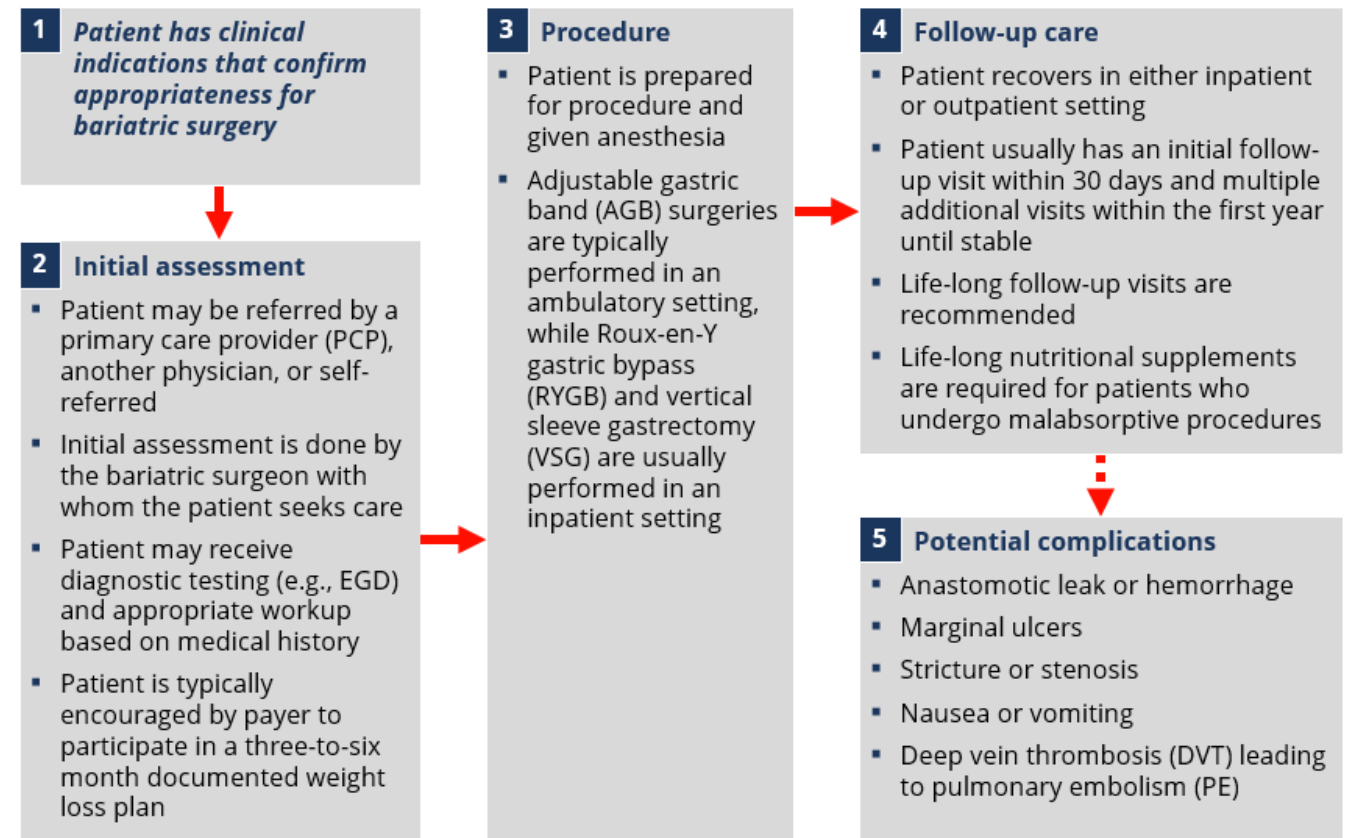 1
Patient has clinical
indications that confirm
appropriateness for
bariatric surgery
2
Initial assessment
▪ Patient may be referred by a
primary care provider (PCP),
another physician, or self-
referred
▪ Initial assessment is done by
the bariatric surgeon with
whom the patient seeks care
▪ Patient may receive
diagnostic testing (e.g., EGD)
and appropriate workup
based on medical history
▪ Patient is typically
encouraged by payer to
participate in a three-to-six
month documented weight
loss plan
3
Procedure
▪ Patient is prepared
for procedure and
given anesthesia
▪ Adjustable gastric
band (AGB) surgeries
are typically
performed in an
ambulatory setting,
while Roux-en-Y
gastric bypass
(RYGB) and vertical
sleeve gastrectomy
(VSG) are usually
performed in an
inpatient setting
4
Follow-up care
▪ Patient recovers in either inpatient
or outpatient setting
▪ Patient usually has an initial follow-
up visit within 30 days and multiple
additional visits within the first year
until stable
▪ Life-long follow-up visits are
recommended
▪ Life-long nutritional supplements
are required for patients who
undergo malabsorptive procedures
5
Potential complications
▪ Anastomotic leak or hemorrhage
▪ Marginal ulcers
▪ Stricture or stenosis
▪ Nausea or vomiting
▪ Deep vein thrombosis (DVT) leading
to pulmonary embolism (PE)